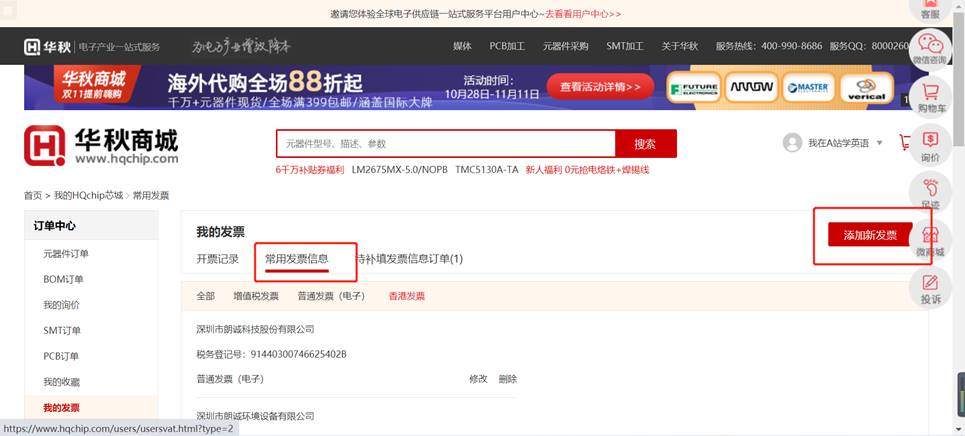 邀请您体验全球电子供应链一站式服务平台用户中心~去看看用户中心>>
客服
华秋 电子产业一站式服务 为电子产业增效降本
媒体 PCB加工 元器件采购 SMT加工 关于华秋 服务热线：400-990-8686 服务QQ：8000260
微信咨询
华秋商城
双11提前嗨购
海外代购全场88折起
千万+元器件现货/全场满399包邮/涵盖国际大牌
活动时间：
10月28日-11月11日
查看活动详情>>
FUTURE ELECTRONICS ARROW MASTER verical
购物车
华秋商城
www.hqchip.com
元器件型号、描述、参数 搜索
我在A站学英语
询价
6千万补贴券福利 LM2675MX-5.0/NOPB TMC5130A-TA 新人福利 0元抢电烙铁+焊锡线
足迹
首页 > 我的HQchip芯城 > 常用发票
订单中心
元器件订单
BOM订单
我的询价
SMT订单
PCB订单
我的收藏
我的发票
我的发票
添加新发票
微商城
开票记录 常用发票信息 待补填发票信息订单(1)
投诉
全部 增值税发票 普通发票（电子） 香港发票
深圳市朗诚科技股份有限公司
税务登记号：91440300746625402B
普通发票（电子） 修改 删除
深圳市朗诚环境设备有限公司
https://www.hqchip.com/users/usersvat.html?type=2